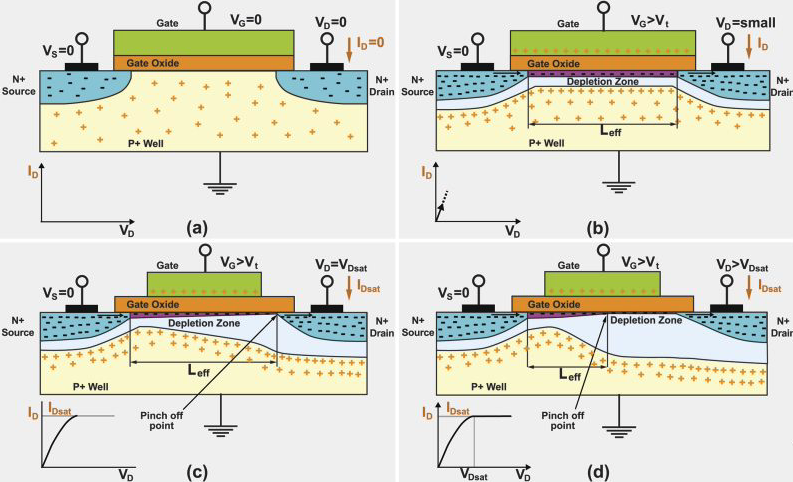 Gate
V_G=0
V_D=0
V_S=0
I_D=0
Gate Oxide
N+
Source
N+
Drain
P+ Well
I_D
V_D
(a)
Gate
V_G>V_t
V_D=small
V_S=0
I_D
Gate Oxide
N+
Source
Depletion Zone
N+
Drain
L_eff
P+ Well
I_D
V_D
(b)
Gate
V_G>V_t
V_D=V_Dsat
V_S=0
I_Dsat
Gate Oxide
N+
Source
Depletion Zone
N+
Drain
L_eff
P+ Well
I_D
I_Dsat
Pinch off
point
V_D
(c)
Gate
V_G>V_t
V_D>V_Dsat
V_S=0
I_Dsat
Gate Oxide
N+
Source
Depletion Zone
N+
Drain
L_eff
P+ Well
I_D
I_Dsat
Pinch off
point
V_Dsat
V_D
(d)